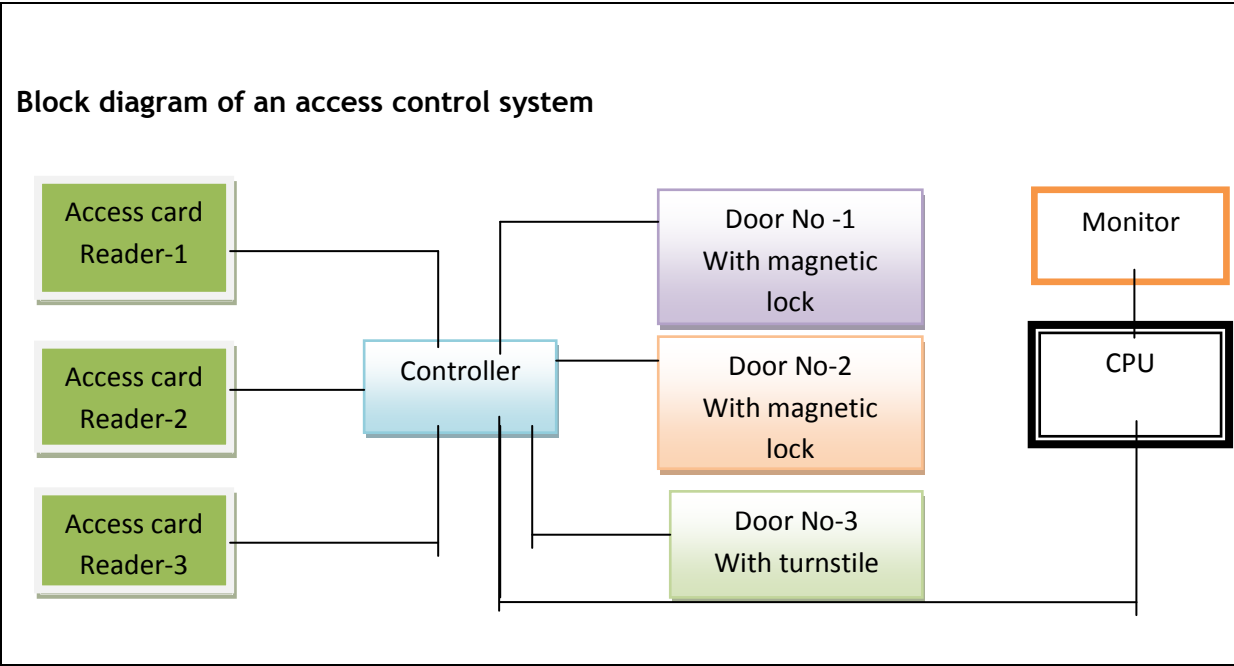 Block diagram of an access control system
Access card
Reader-1
Access card
Reader-2
Access card
Reader-3
Controller
Door No -1
With magnetic
lock
Door No-2
With magnetic
lock
Door No-3
With turnstile
Monitor
CPU